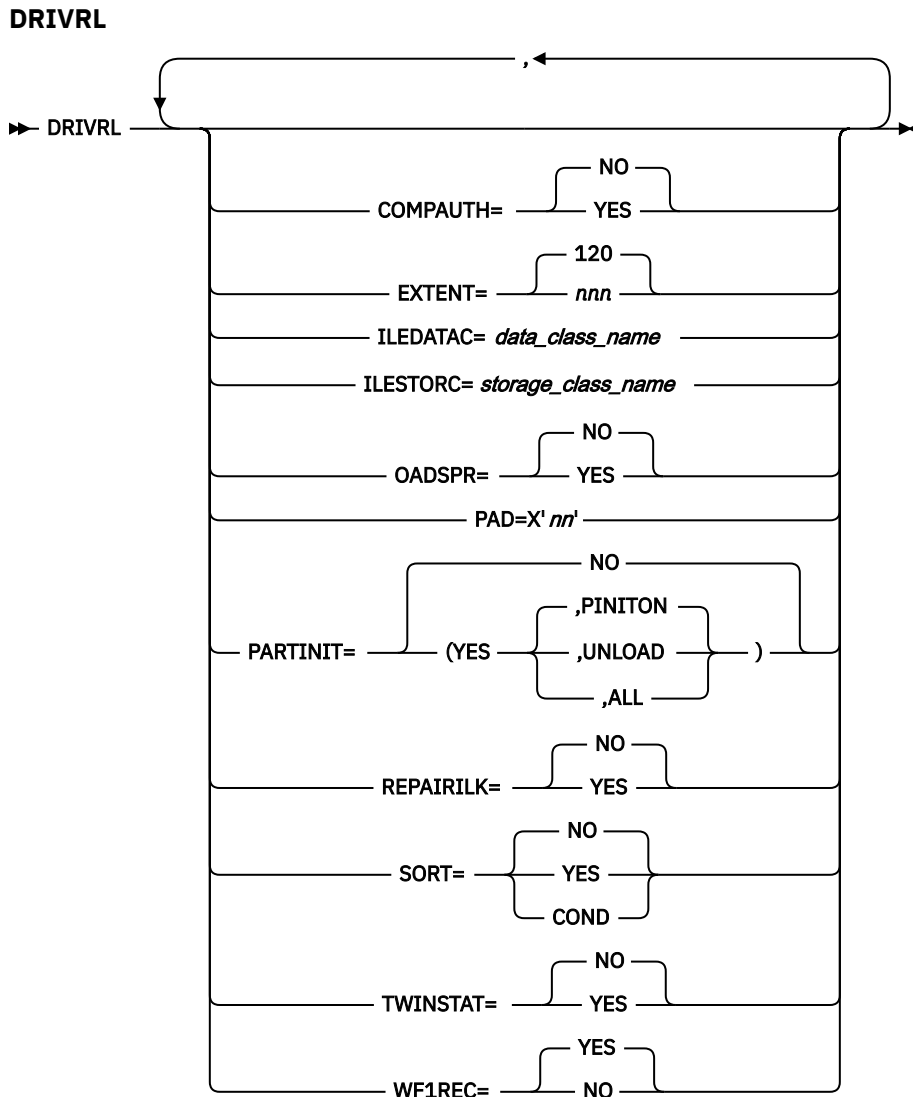 DRIVRL
,
DRIVRL
NO
COMPAUTH= YES
120
EXTENT= nnn
ILEDATAC= data_class_name
ILESTORC= storage_class_name
NO
OADSPR= YES
PAD=X' nn'
NO
,PINITON
PARTINIT= (YES ,UNLOAD )
,ALL
NO
REPAIRILK= YES
NO
SORT= YES
COND
NO
TWINSTAT= YES
YES
WF1REC= NO